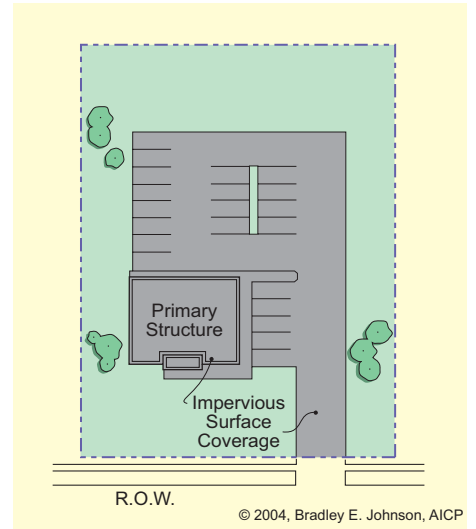 Primary
Structure
Impervious
Surface
Coverage
R.O.W.
© 2004, Bradley E. Johnson, AICP